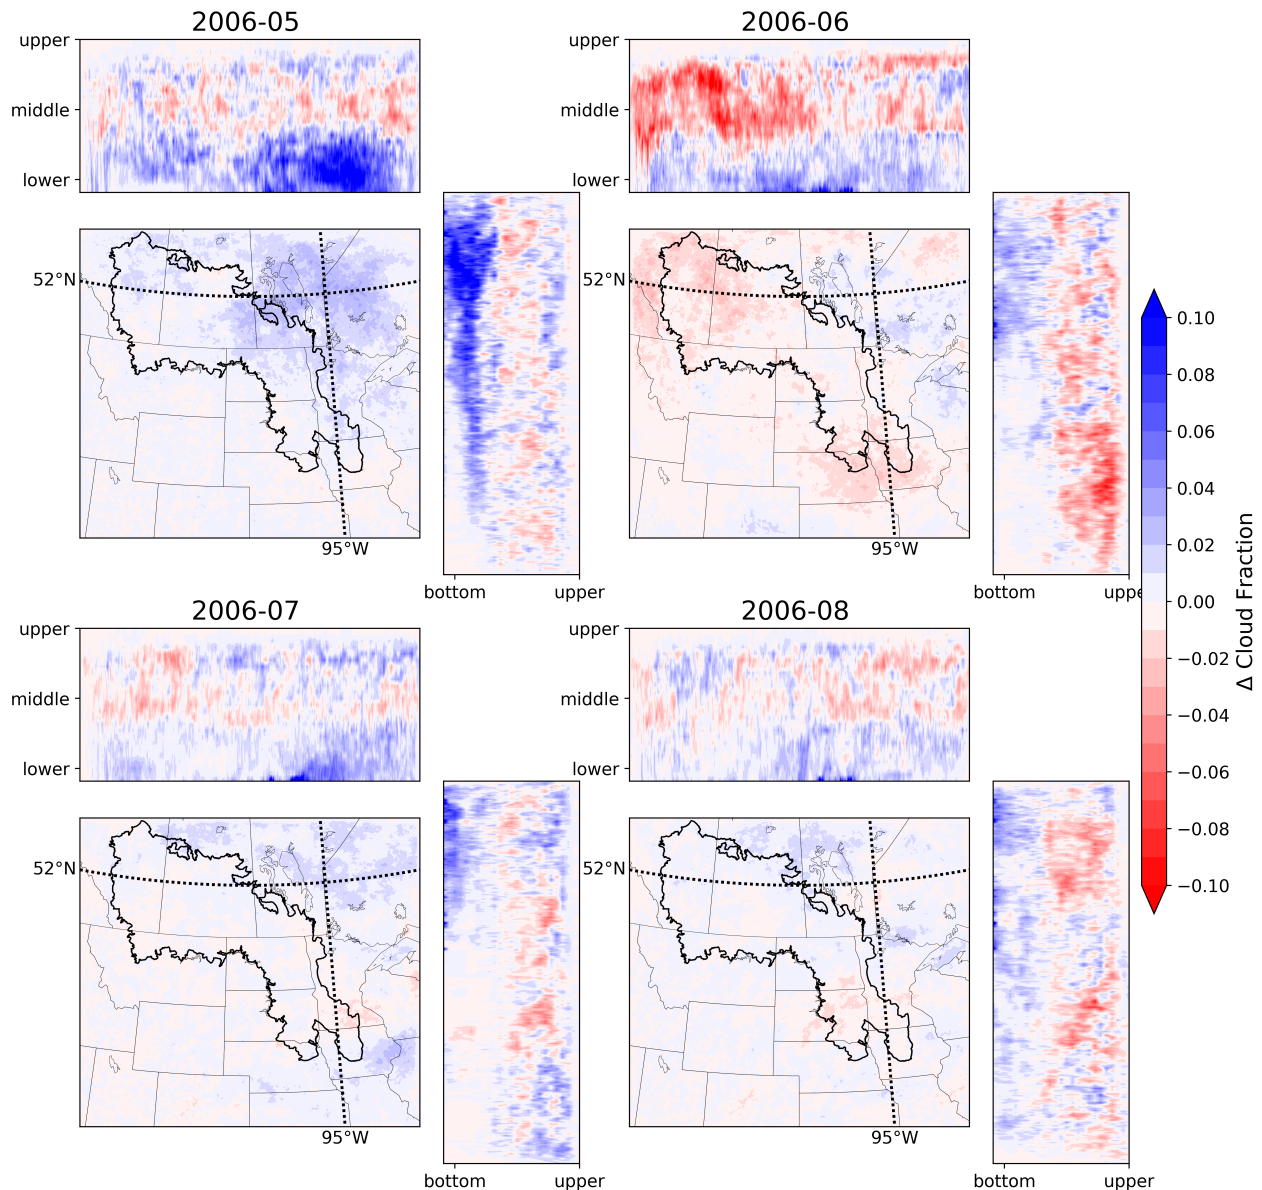 2006-05
2006-06
upper
middle
lower
upper
middle
lower
52°N
95°W
52°N
95°W
bottom
upper
bottom
uppe
0.10
0.08
0.06
0.04
0.02
0.00
−0.02
−0.04
−0.06
−0.08
−0.10
Δ Cloud Fraction
2006-07
2006-08
upper
middle
lower
upper
middle
lower
52°N
95°W
52°N
95°W
bottom
upper
bottom
upper